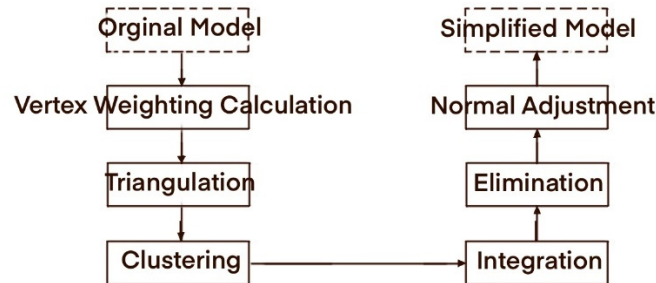 Orginal Model
Simplified Model
Vertex Weighting Calculation
Normal Adjustment
Triangulation
Elimination
Clustering
Integration